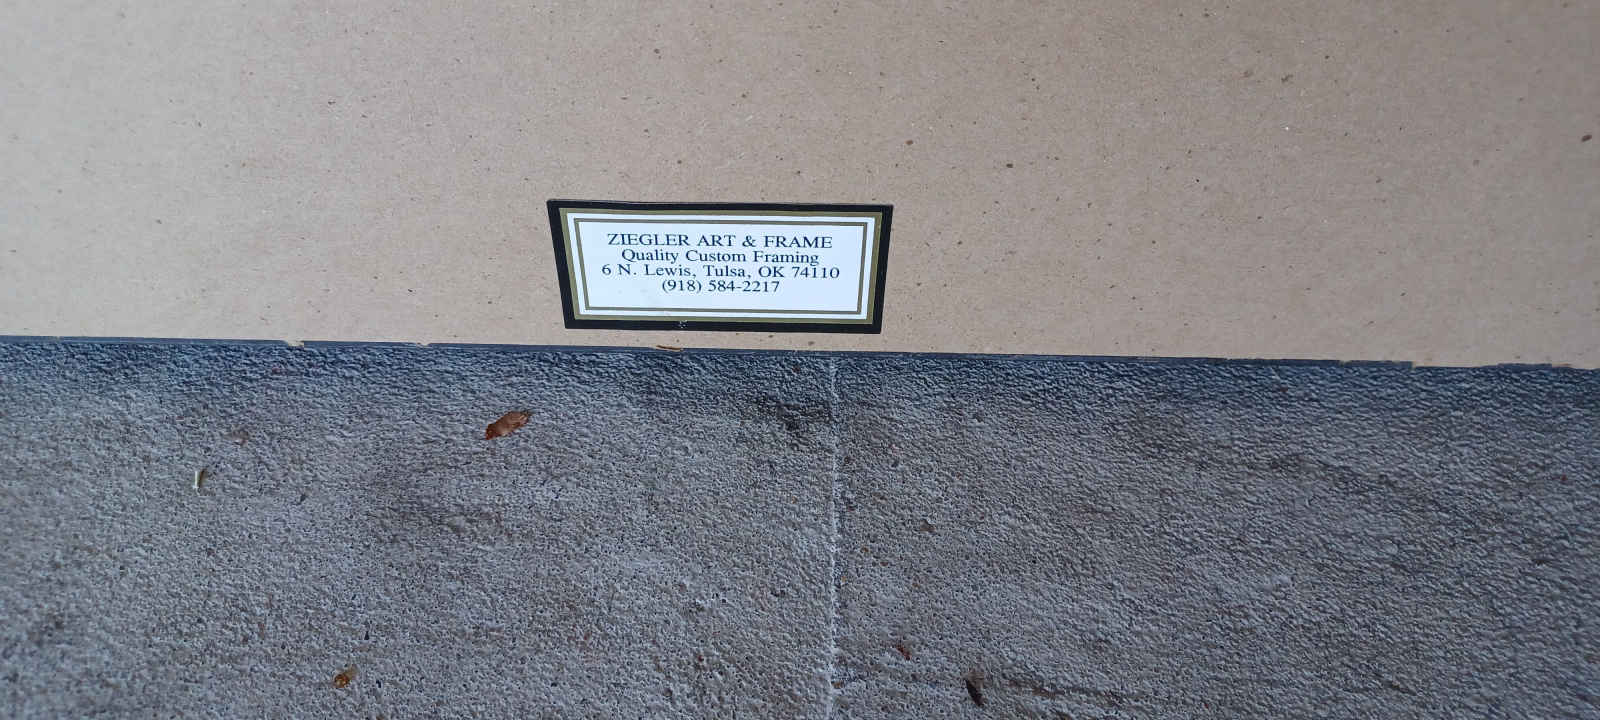 ZIEGLER ART & FRAME
Quality Custom Framing
6 N. Lewis, Tulsa, OK 74110
(918) 584-2217